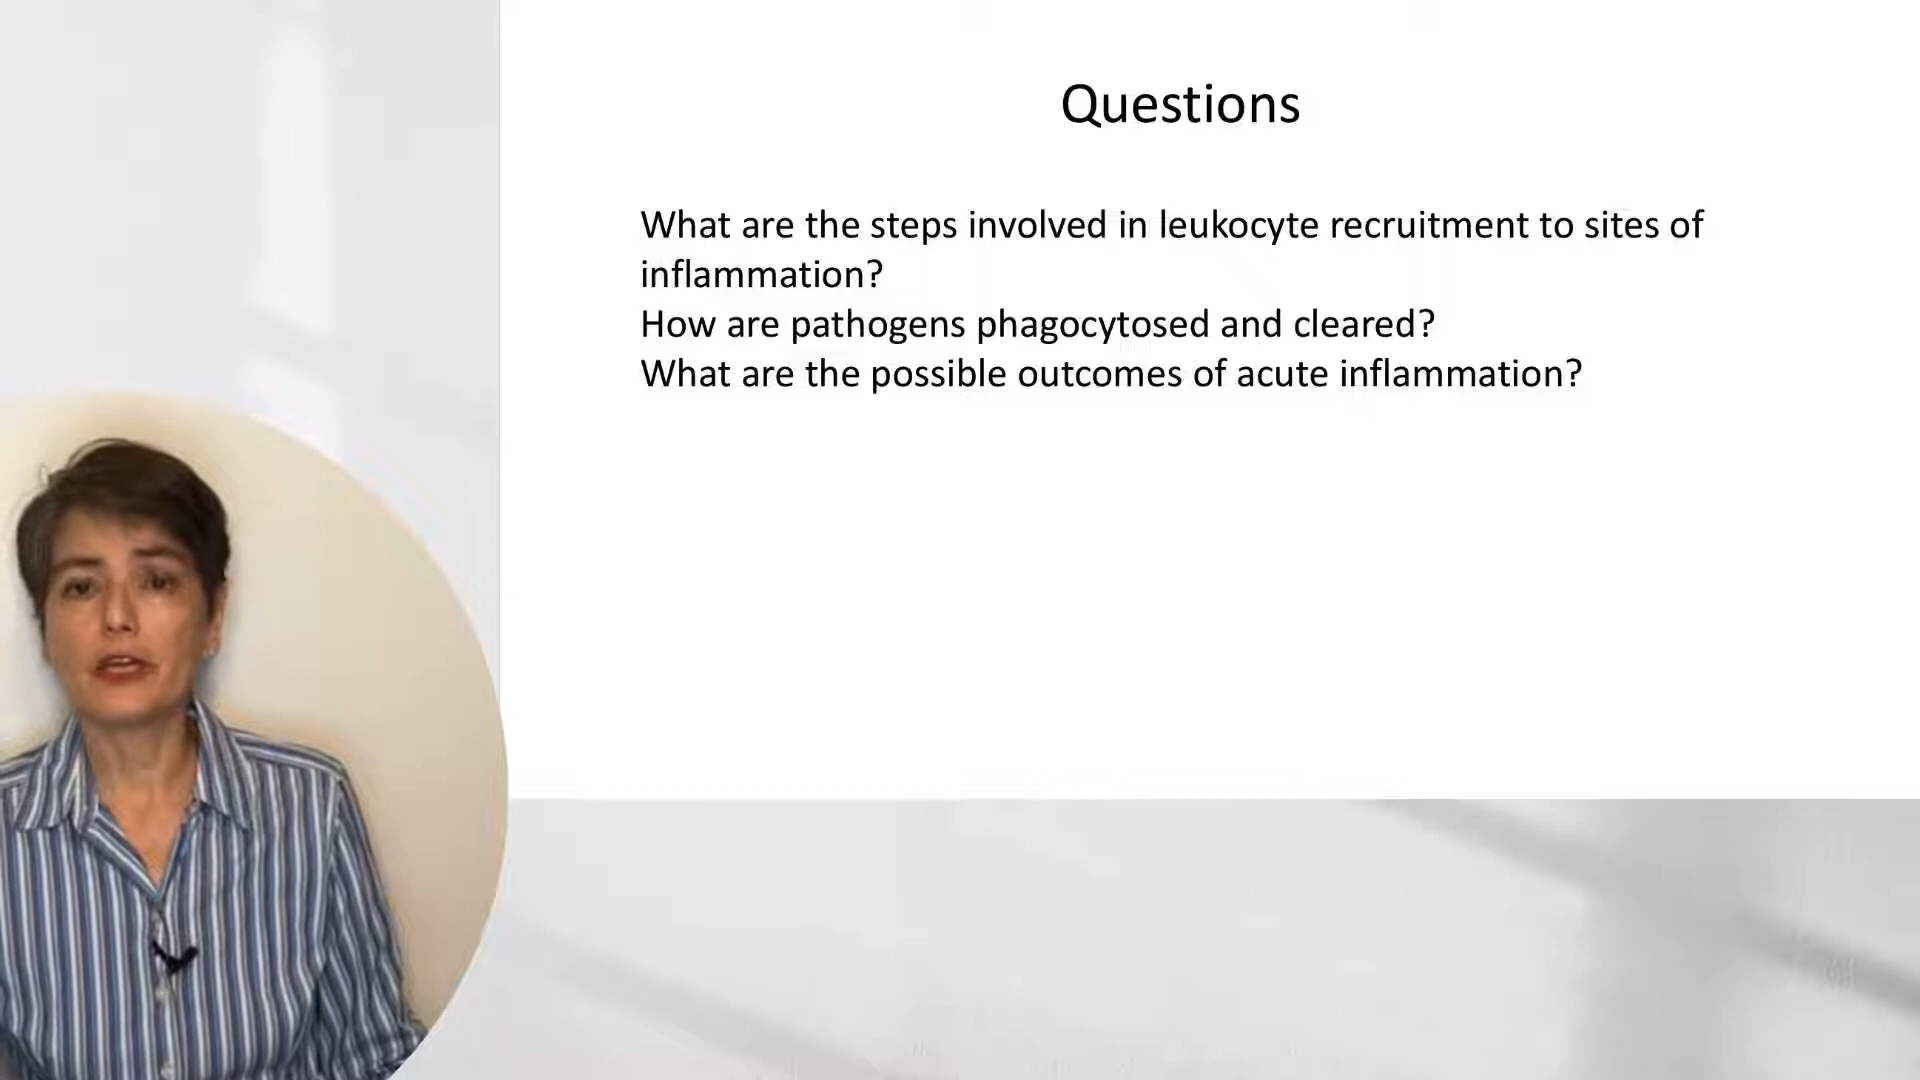 Questions
What are the steps involved in leukocyte recruitment to sites of
inflammation?
How are pathogens phagocytosed and cleared?
What are the possible outcomes of acute inflammation?